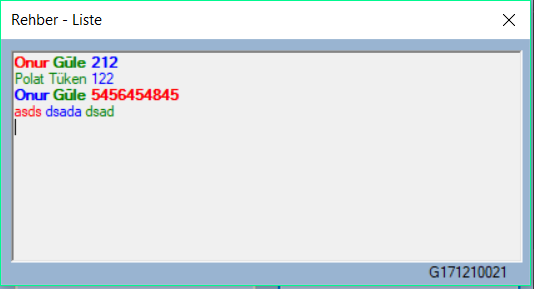 Rehber - Liste
Onur Güle 212
Polat Tüken 122
Onur Güle 5456454845
asds dsada dsad
G171210021